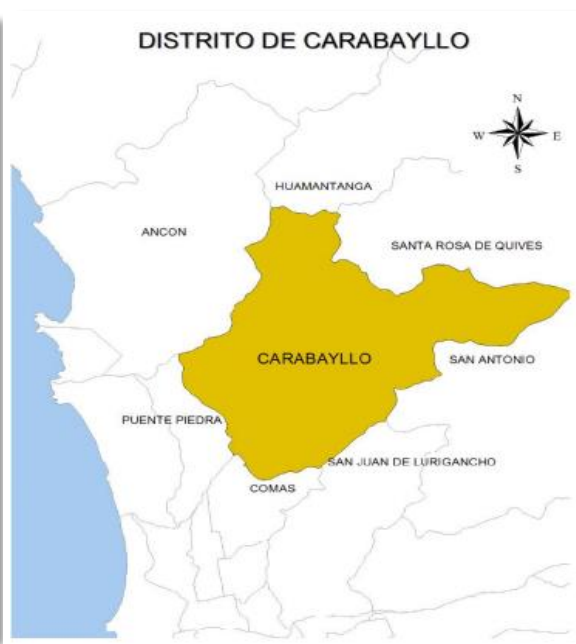 DISTRITO DE CARABAYLLO
N
W
E
S
HUAMANTANGA
ANCON
SANTA ROSA DE QUIVES
CARABAYLLO
SAN ANTONIO
PUENTE PIEDRA
SAN JUAN DE LURIGANCHO
COMAS